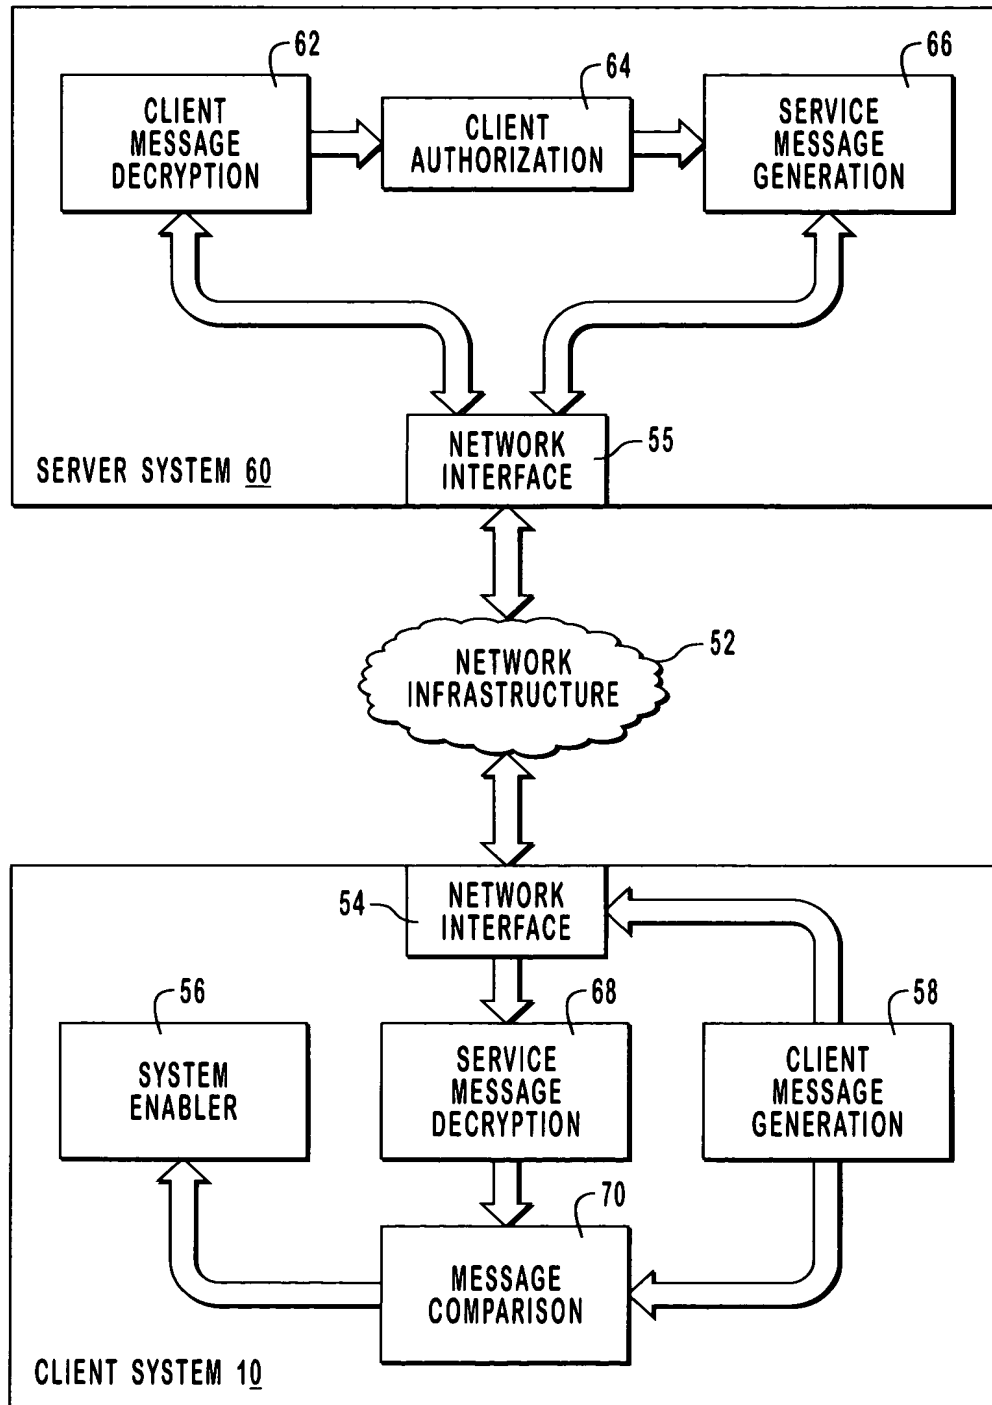 62
CLIENT
MESSAGE
DECRYPTION
64
CLIENT
AUTHORIZATION
66
SERVICE
MESSAGE
GENERATION
NETWORK
INTERFACE
55
SERVER SYSTEM 60
NETWORK
INFRASTRUCTURE
52
54
NETWORK
INTERFACE
56
SYSTEM
ENABLER
68
SERVICE
MESSAGE
DECRYPTION
58
CLIENT
MESSAGE
GENERATION
70
MESSAGE
COMPARISON
CLIENT SYSTEM 10